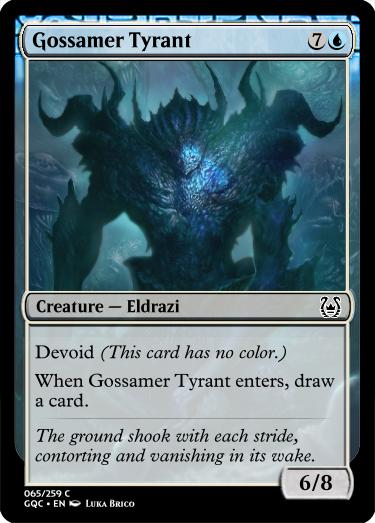 Gossamer Tyrant 7
Creature — Eldrazi
Devoid (This card has no color.)
When Gossamer Tyrant enters, draw
a card.
The ground shook with each stride,
contorting and vanishing in its wake.
6/8
065/259 C
GQC • EN Luka Brico